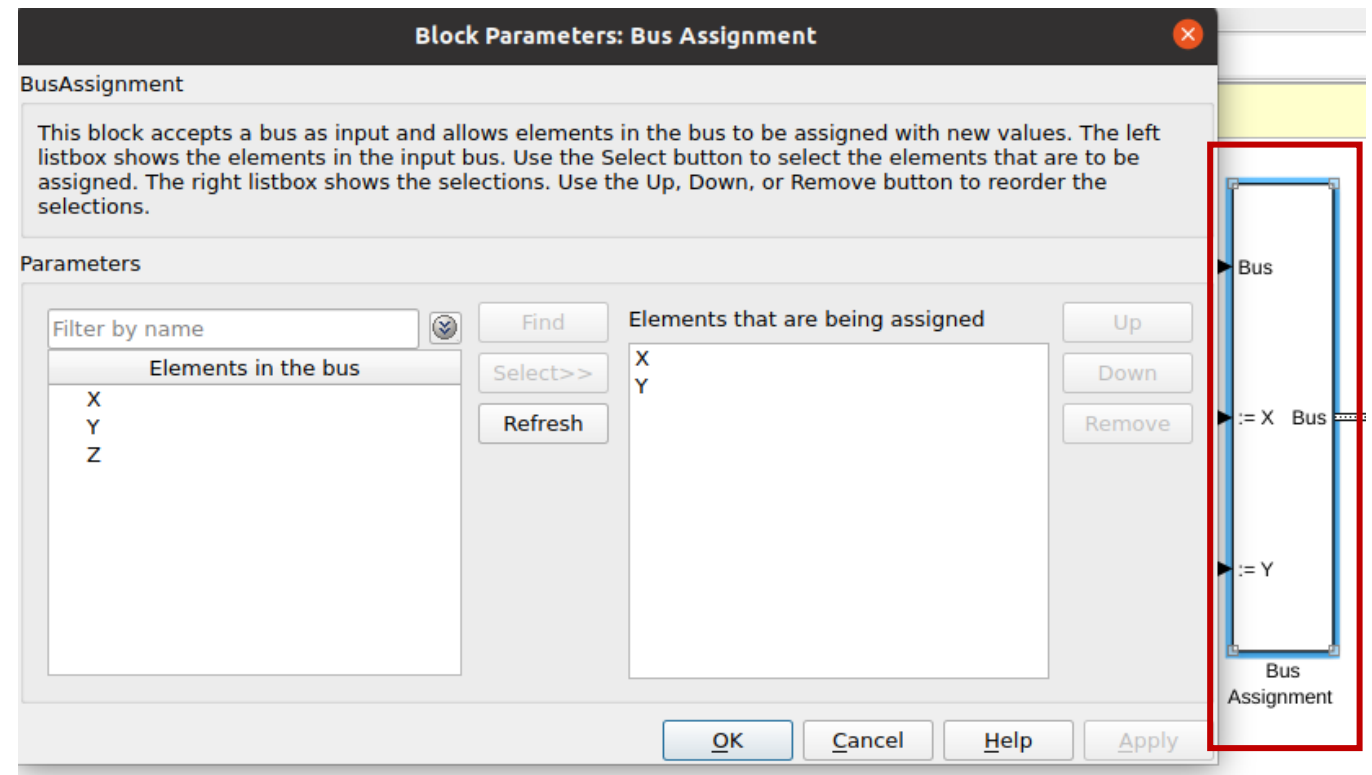 Block Parameters: Bus Assignment
BusAssignment
This block accepts a bus as input and allows elements in the bus to be assigned with new values. The left
listbox shows the elements in the input bus. Use the Select button to select the elements that are to be
assigned. The right listbox shows the selections. Use the Up, Down, or Remove button to reorder the
selections.
Parameters
Filter by name
Elements in the bus
X
Y
Z
Find
Select>>
Refresh
Elements that are being assigned
X
Y
Up
Down
Remove
OK
Cancel
Help
Apply
Bus
:= X Bus
:= Y
Bus
Assignment